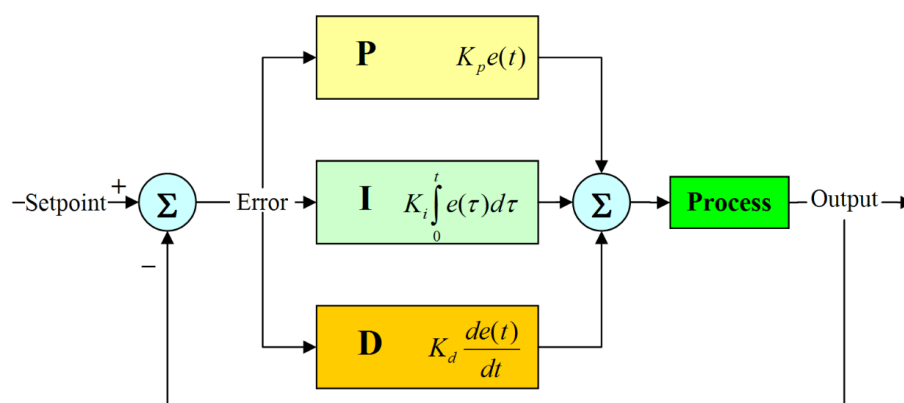 P K_p e(t)
Setpoint + Σ Error I K_i ∫_0^t e(τ)dτ Σ Process Output
−
D K_d de(t)/dt